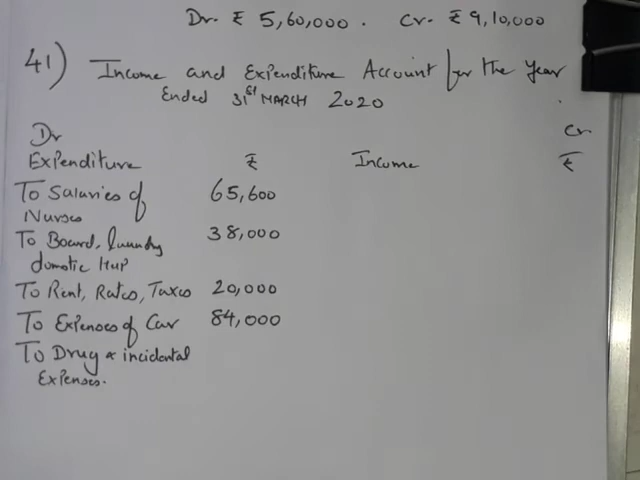 Dr. ₹ 5,60,000. Cr. ₹ 9,10,000
41) Income and Expenditure Account for the Year
Ended 31st MARCH 2020
Dr Cr
Expenditure ₹ Income ₹
To Salaries of 65,600
Nurses
To Board, laundry 38,000
domatic Help
To Rent, Rates, Taxes 20,000
To Expenses of Car 84,000
To Drug & incidental
Expenses.